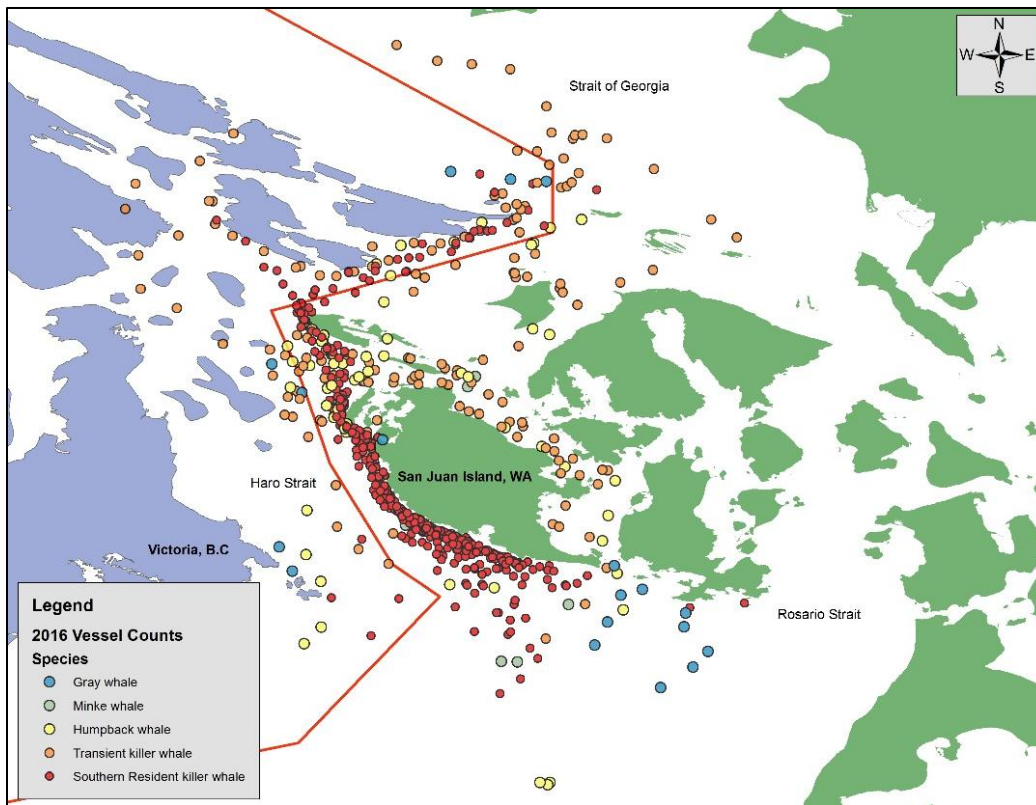 N
W E
S
Strait of Georgia
San Juan Island, WA
Haro Strait
Victoria, B.C
Rosario Strait
Legend
2016 Vessel Counts
Species
Gray whale
Minke whale
Humpback whale
Transient killer whale
Southern Resident killer whale